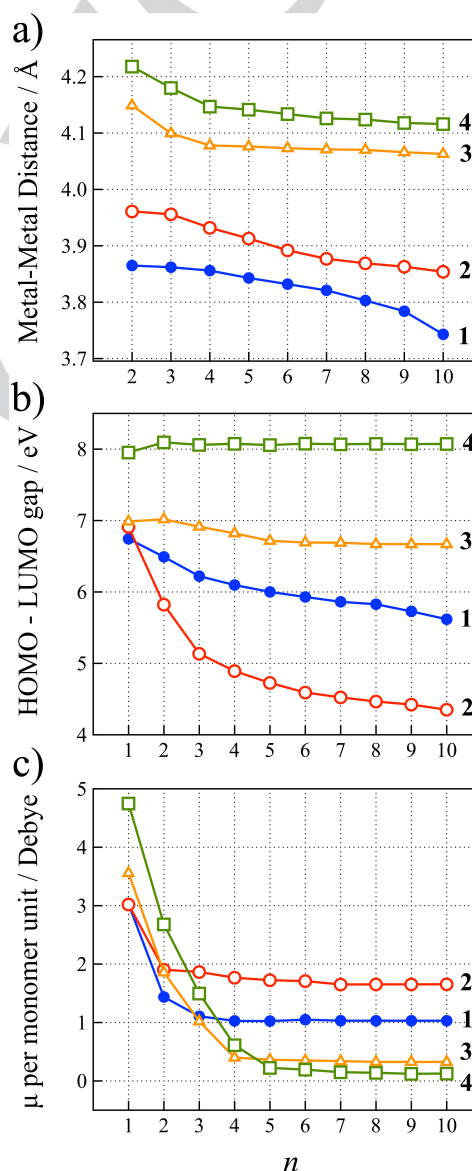 a)
Metal-Metal Distance / Å
4.2
4.1
4.0
3.9
3.8
3.7
4
3
2
1
2 3 4 5 6 7 8 9 10
b)
HOMO - LUMO gap / eV
8
7
6
5
4
4
3
1
2
1 2 3 4 5 6 7 8 9 10
c)
μ per monomer unit / Debye
5
4
3
2
1
0
2
1
3
4
1 2 3 4 5 6 7 8 9 10
n